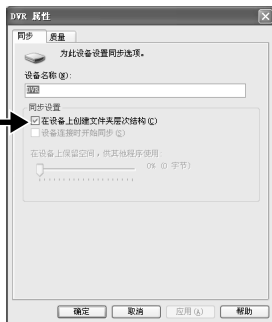 DVR 属性
同步
质量
为此设备设置同步选项。
设备名称(M):
DVR
同步设置
在设备上创建文件夹层次结构(C)
设备连接时开始同步(S)
在设备上保留空间，供其他程序使用:
0% (0 字节)
确定
取消
应用(A)
帮助